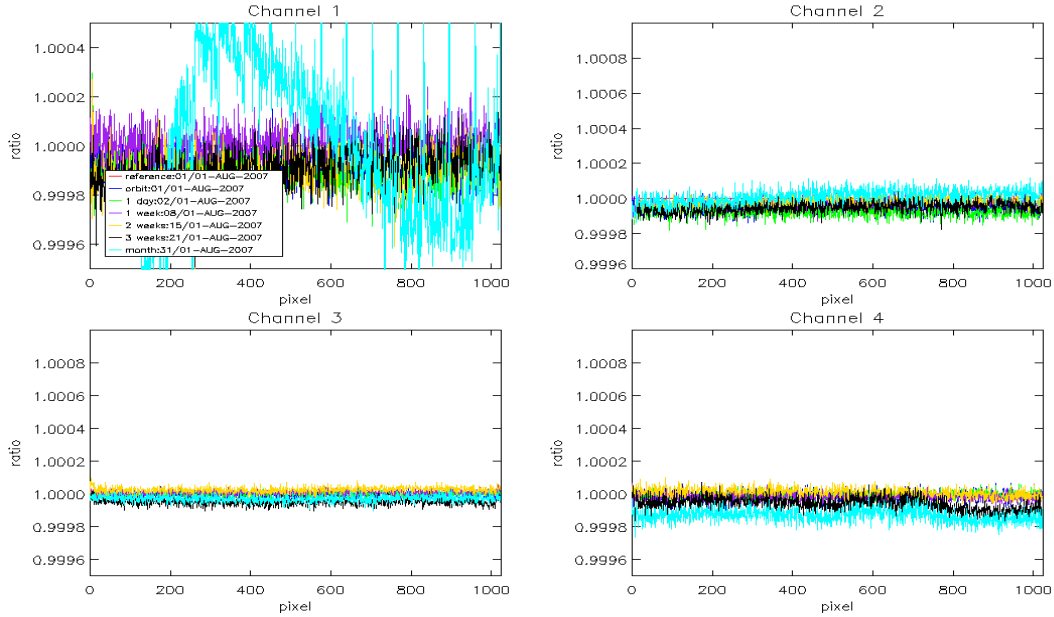 Channel 1
1.0004
1.0002
1.0000
0.9998
0.9996
ratio
reference:01/01-AUG-2007
orbit:01/01-AUG-2007
1 day:02/01-AUG-2007
1 week:08/01-AUG-2007
2 weeks:15/01-AUG-2007
3 weeks:21/01-AUG-2007
month:31/01-AUG-2007
0 200 400 600 800 1000
pixel
Channel 2
1.0008
1.0006
1.0004
1.0002
1.0000
0.9998
0.9996
ratio
0 200 400 600 800 1000
pixel
Channel 3
1.0008
1.0006
1.0004
1.0002
1.0000
0.9998
0.9996
ratio
0 200 400 600 800 1000
pixel
Channel 4
1.0008
1.0006
1.0004
1.0002
1.0000
0.9998
0.9996
ratio
0 200 400 600 800 1000
pixel